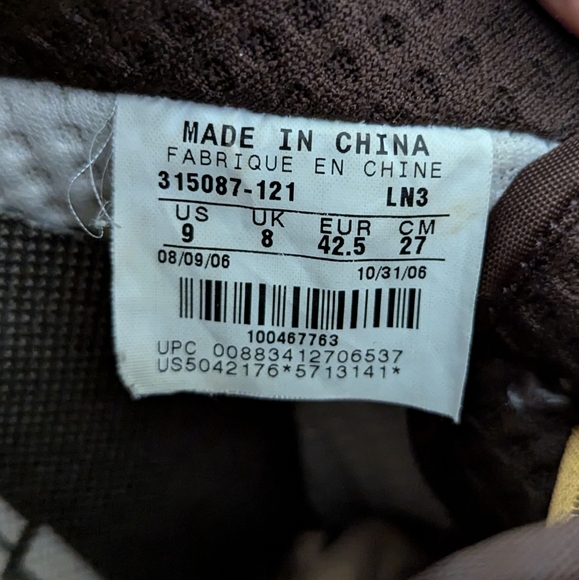 MADE IN CHINA
FABRIQUE EN CHINE
315087-121 LN3
US UK EUR CM
9 8 42.5 27
08/09/06 10/31/06
100467763
UPC 00883412706537
US5042176*5713141*